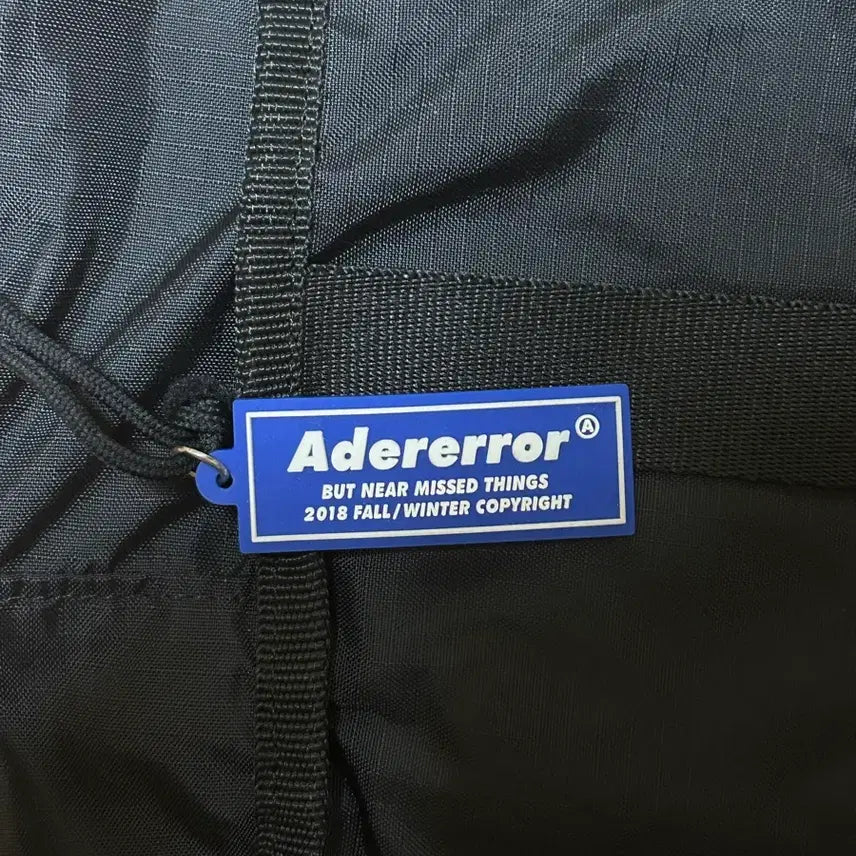 Adererror Ⓐ
BUT NEAR MISSED THINGS
2018 FALL/WINTER COPYRIGHT